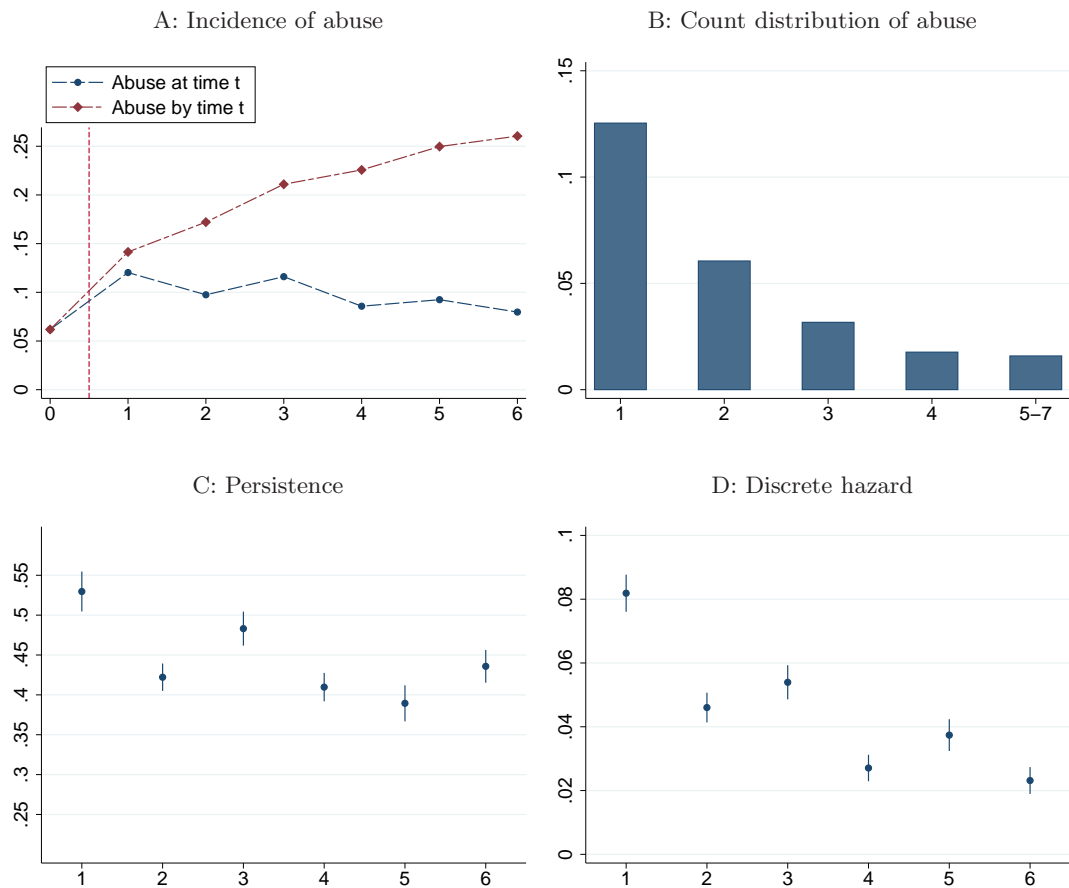 A: Incidence of abuse
Abuse at time t
Abuse by time t
0 .05 .1 .15 .2 .25
0 1 2 3 4 5 6
B: Count distribution of abuse
0 .05 .1 .15
1 2 3 4 5−7
C: Persistence
.25 .3 .35 .4 .45 .5 .55
1 2 3 4 5 6
D: Discrete hazard
0 .02 .04 .06 .08 .1
1 2 3 4 5 6